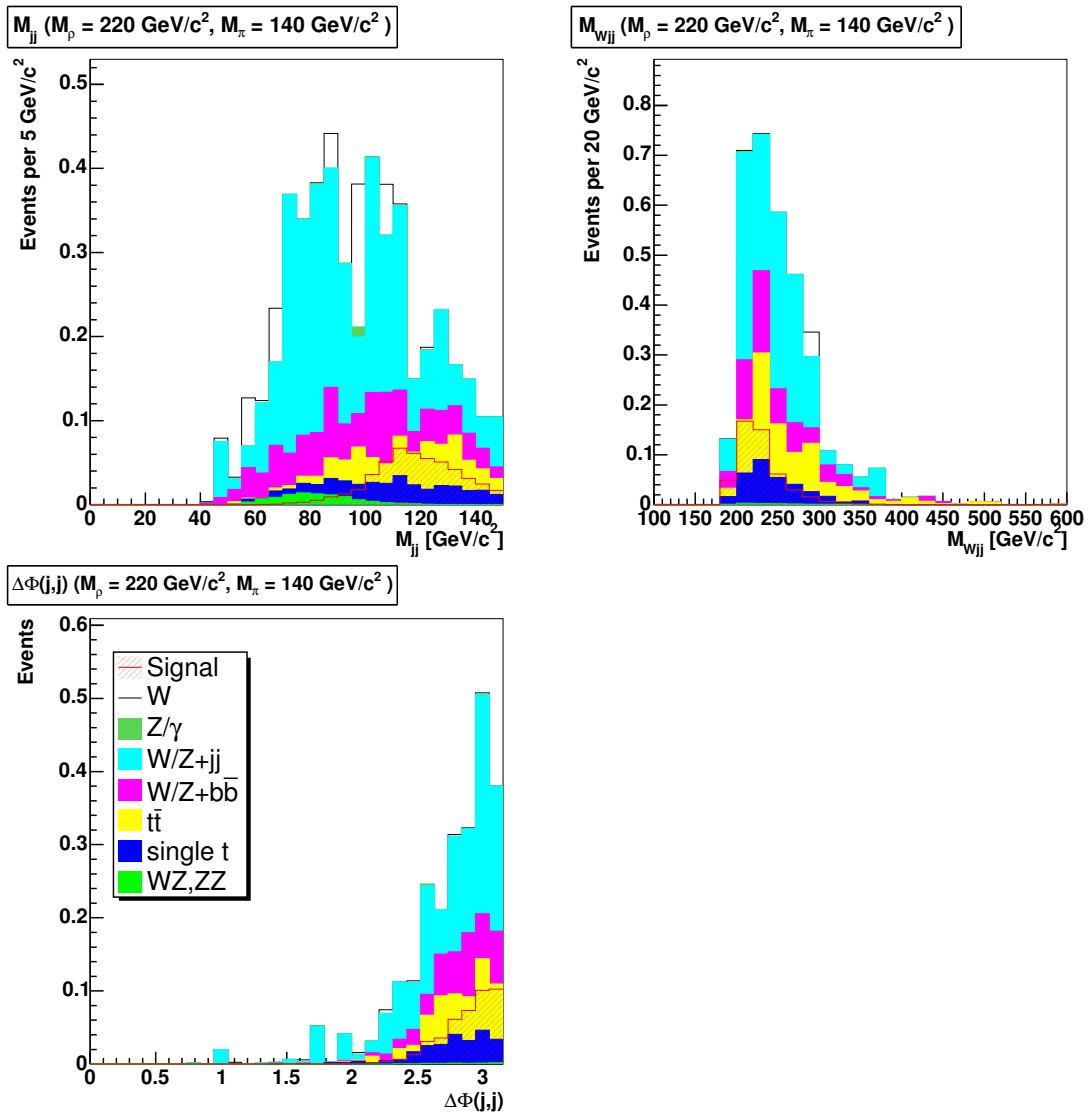 M_jj (M_ρ = 220 GeV/c², M_π = 140 GeV/c² )
Events per 5 GeV/c²
0.5
0.4
0.3
0.2
0.1
0
0 20 40 60 80 100 120 140
M_jj [GeV/c²]
M_Wjj (M_ρ = 220 GeV/c², M_π = 140 GeV/c² )
Events per 20 GeV/c²
0.8
0.7
0.6
0.5
0.4
0.3
0.2
0.1
0
100 150 200 250 300 350 400 450 500 550 600
M_Wjj [GeV/c²]
ΔΦ(j,j) (M_ρ = 220 GeV/c², M_π = 140 GeV/c² )
Events
0.6
0.5
0.4
0.3
0.2
0.1
0
Signal
W
Z/γ
W/Z+jj
W/Z+bb̅
tt̅
single t
WZ,ZZ
0 0.5 1 1.5 2 2.5 3
ΔΦ(j,j)